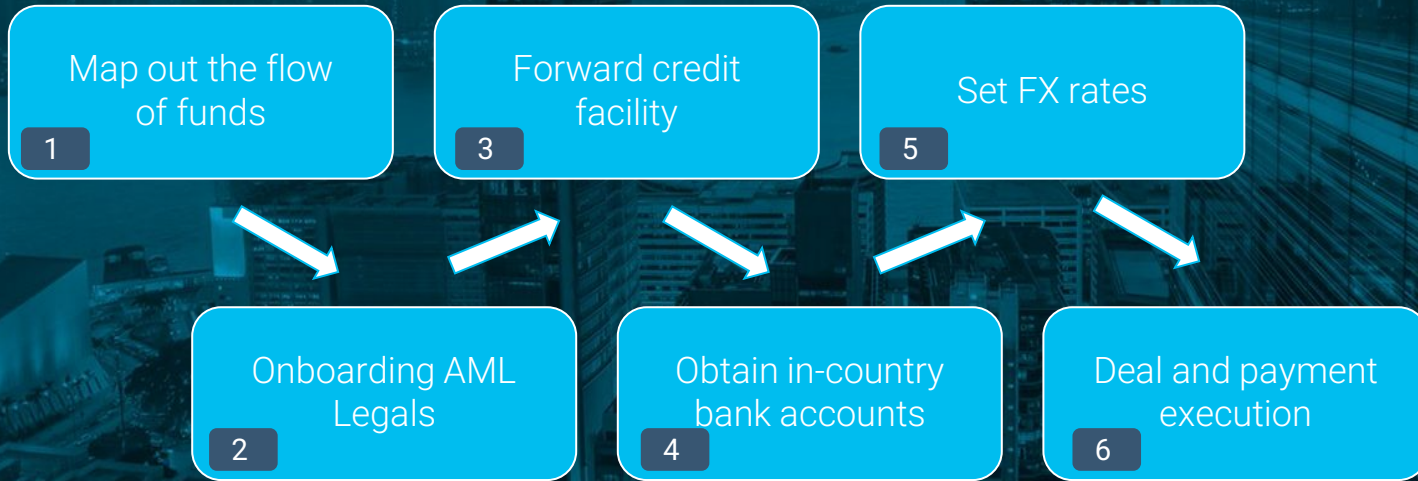 Map out the flow
of funds
1
Onboarding AML
Legals
2
Forward credit
facility
3
Obtain in-country
bank accounts
4
Set FX rates
5
Deal and payment
execution
6